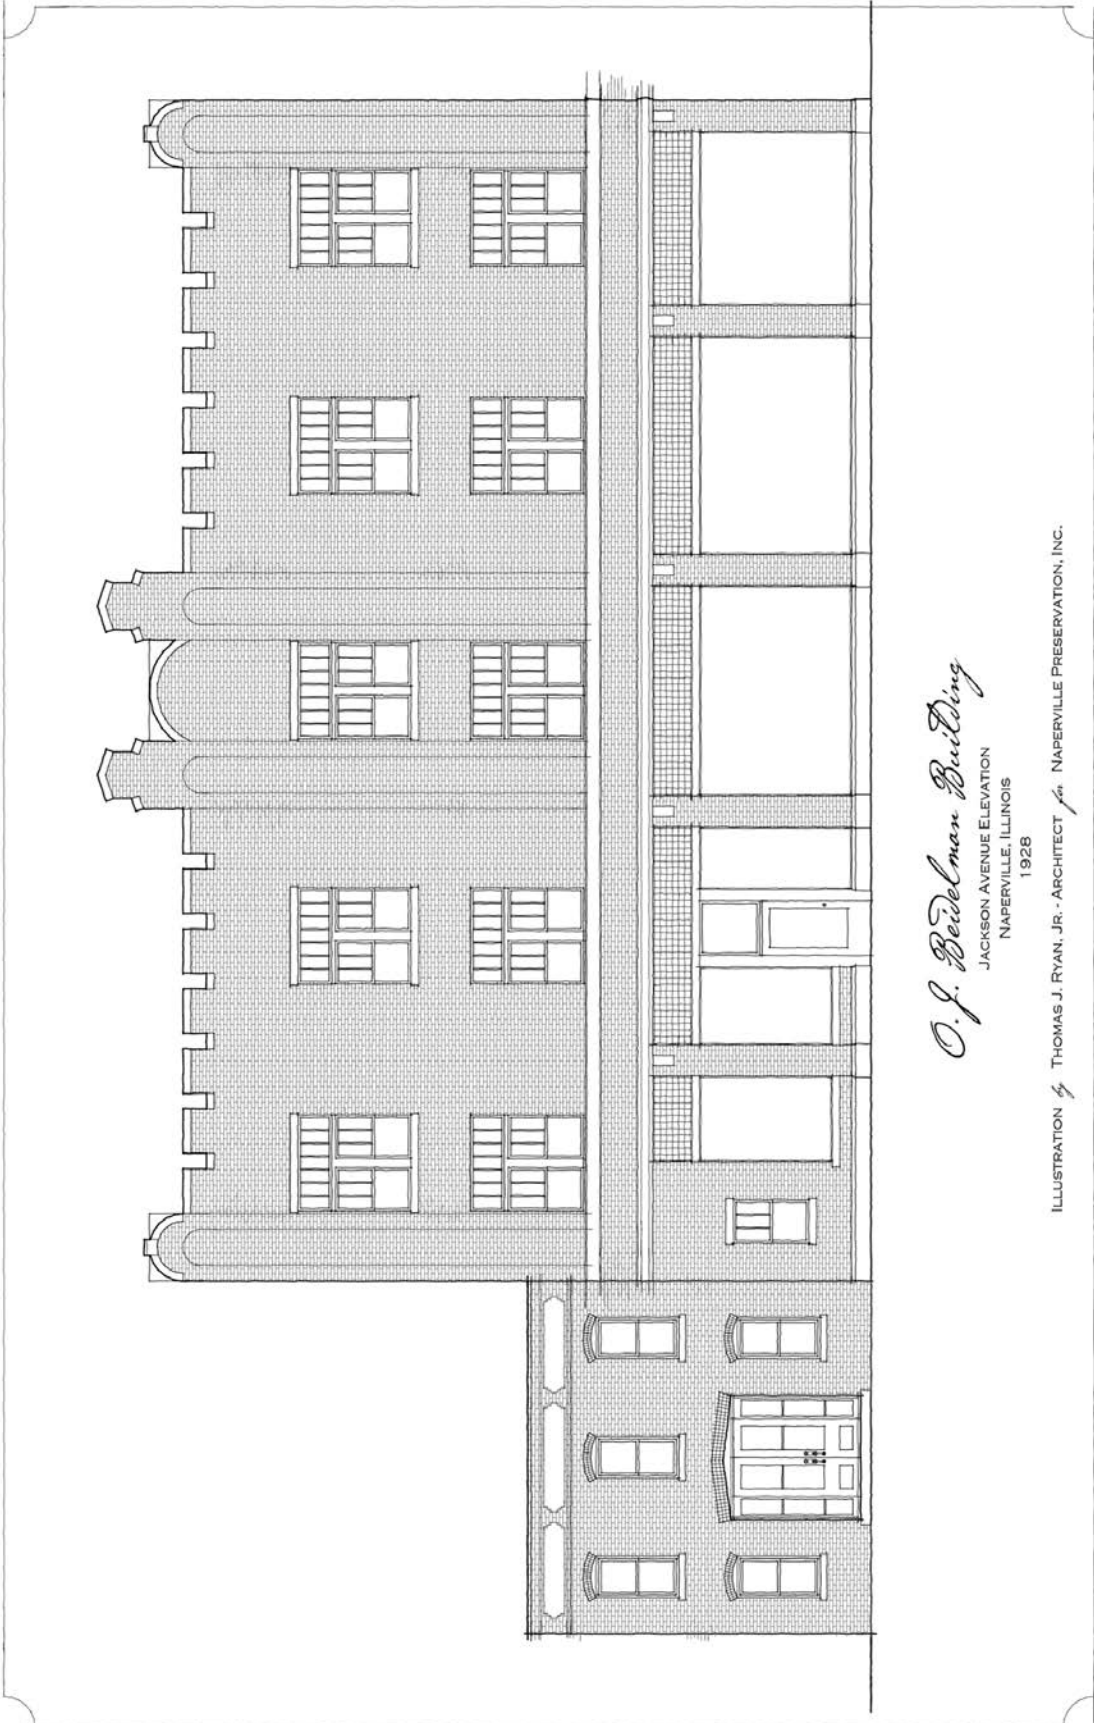 O. J. Beidelman Building
JACKSON AVENUE ELEVATION
NAPERVILLE, ILLINOIS
1928
ILLUSTRATION by THOMAS J. RYAN, JR. - ARCHITECT for NAPERVILLE PRESERVATION, INC.